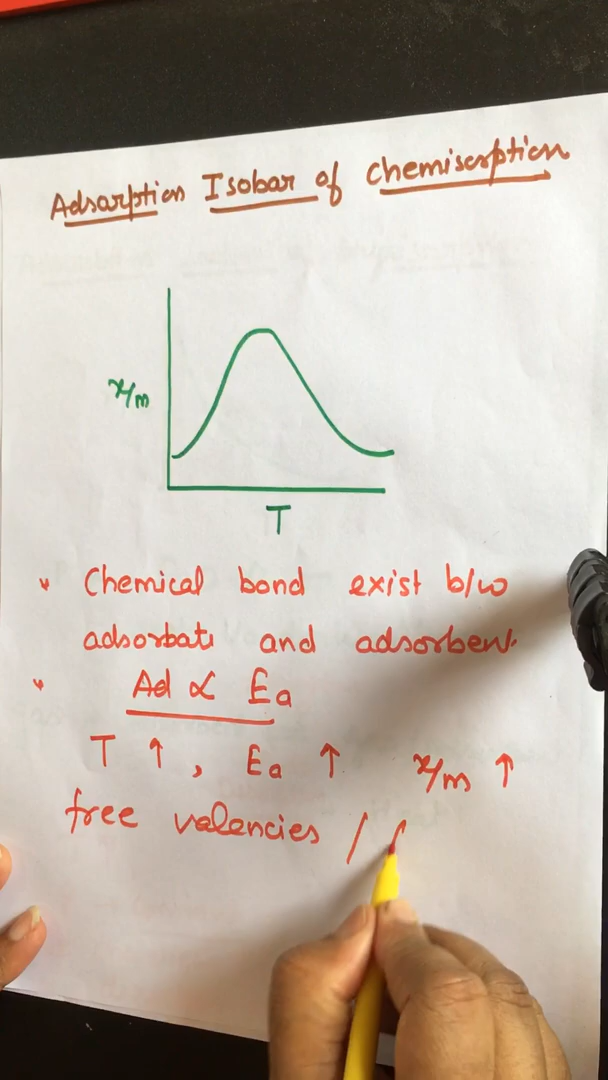 Adsorption Isobar of Chemisorption
x/m
T
Chemical bond exist b/w
adsorbate and adsorbent.
Ad ∝ Ea
T ↑ , Ea ↑ x/m ↑
free valencies /